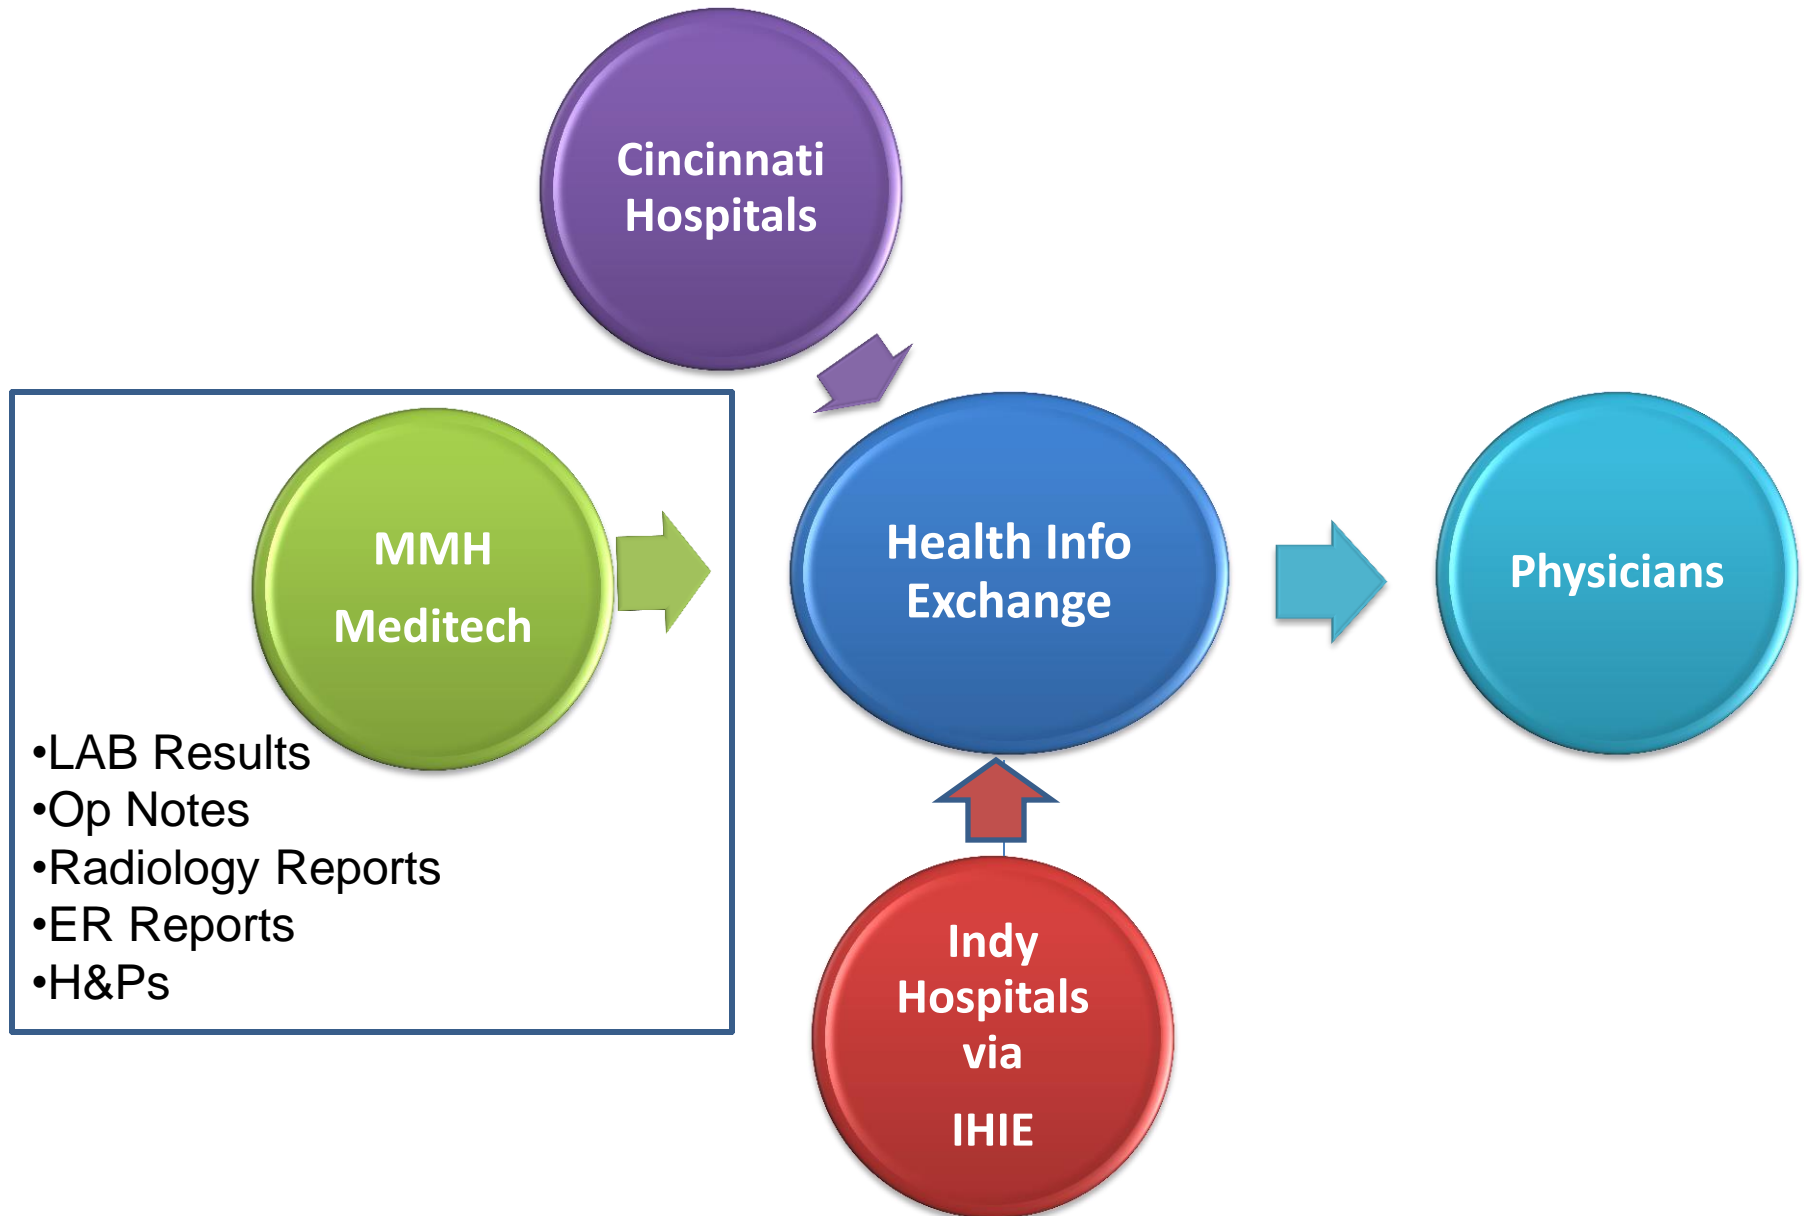 Cincinnati
Hospitals
MMH
Meditech
Health Info
Exchange
Physicians
•LAB Results
•Op Notes
•Radiology Reports
•ER Reports
•H&Ps
Indy
Hospitals
via
IHIE